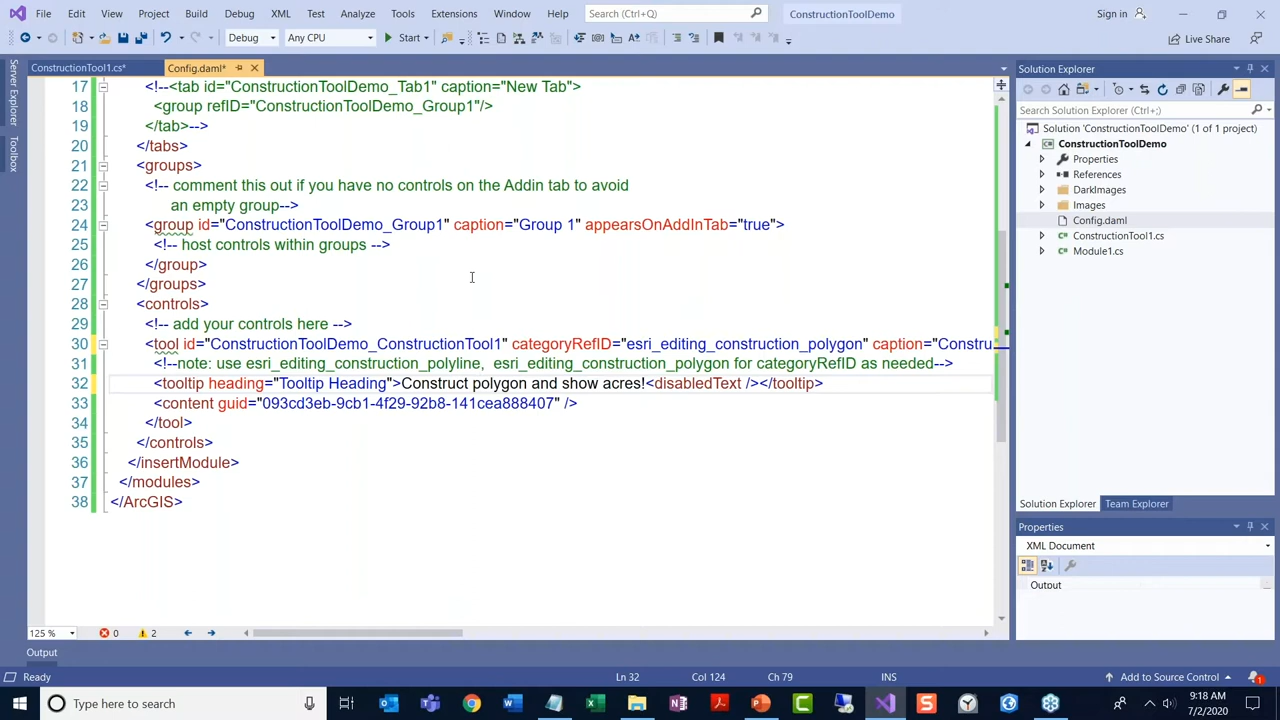 File Edit View Git Project Build Debug XML Test Analyze Tools Extensions Window Help Search (Ctrl+Q) ConstructionToolDemo Sign in
Debug Any CPU Start Live Share
ConstructionTool1.cs* Config.daml*
Server Explorer
Toolbox
17 <!--<tab id="ConstructionToolDemo_Tab1" caption="New Tab">
18 <group refID="ConstructionToolDemo_Group1"/>
19 </tab>-->
20 </tabs>
21 <groups>
22 <!-- comment this out if you have no controls on the Addin tab to avoid
23 an empty group-->
24 <group id="ConstructionToolDemo_Group1" caption="Group 1" appearsOnAddInTab="true">
25 <!-- host controls within groups -->
26 </group>
27 </groups>
28 <controls>
29 <!-- add your controls here -->
30 <tool id="ConstructionToolDemo_ConstructionTool1" categoryRefID="esri_editing_construction_polygon" caption="Constru
31 <!--note: use esri_editing_construction_polyline, esri_editing_construction_polygon for categoryRefID as needed-->
32 <tooltip heading="Tooltip Heading">Construct polygon and show acres!<disabledText /></tooltip>
33 <content guid="093cd3eb-9cb1-4f29-92b8-141cea888407" />
34 </tool>
35 </controls>
36 </insertModule>
37 </modules>
38 </ArcGIS>
125 % 0 2
Output
Solution Explorer
Search Solution Explorer (Ctrl+;)
Solution 'ConstructionToolDemo' (1 of 1 project)
ConstructionToolDemo
Properties
References
DarkImages
Images
Config.daml
ConstructionTool1.cs
Module1.cs
Solution Explorer Team Explorer
Properties
XML Document
Output
Ready Ln 32 Col 124 Ch 79 INS Add to Source Control 1
Type here to search
9:18 AM
7/2/2020